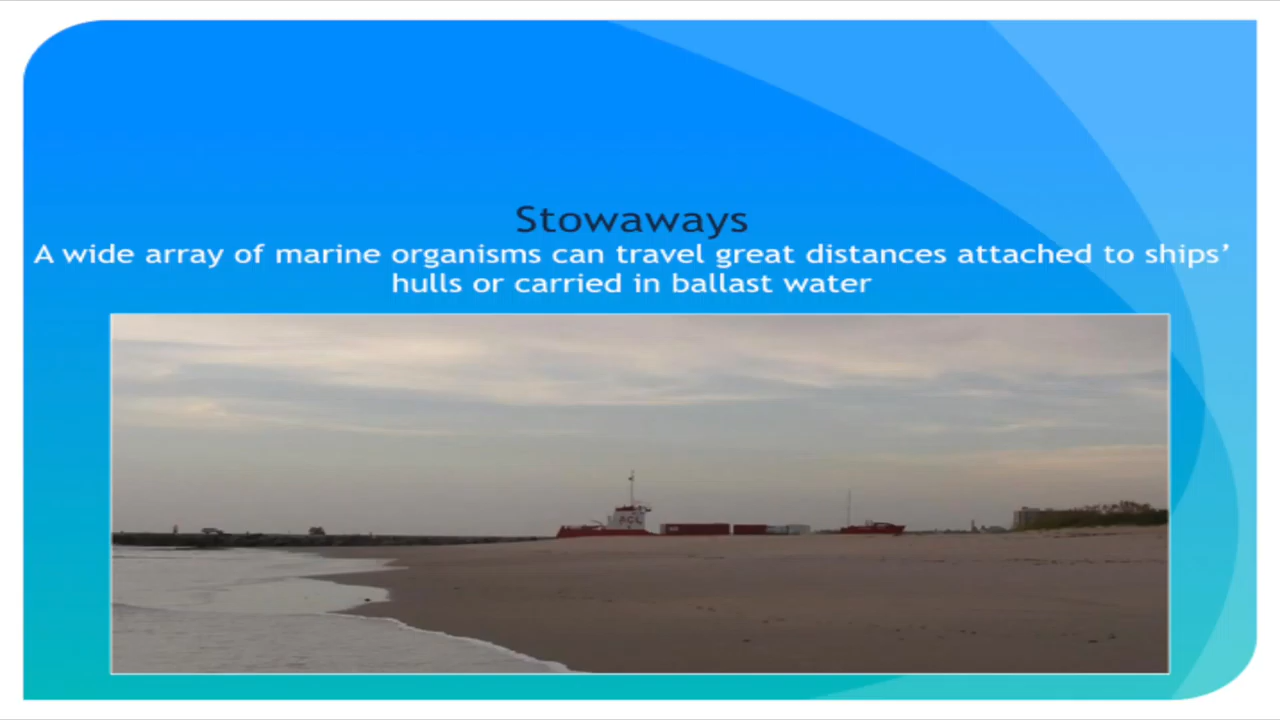 Stowaways
A wide array of marine organisms can travel great distances attached to ships’
hulls or carried in ballast water